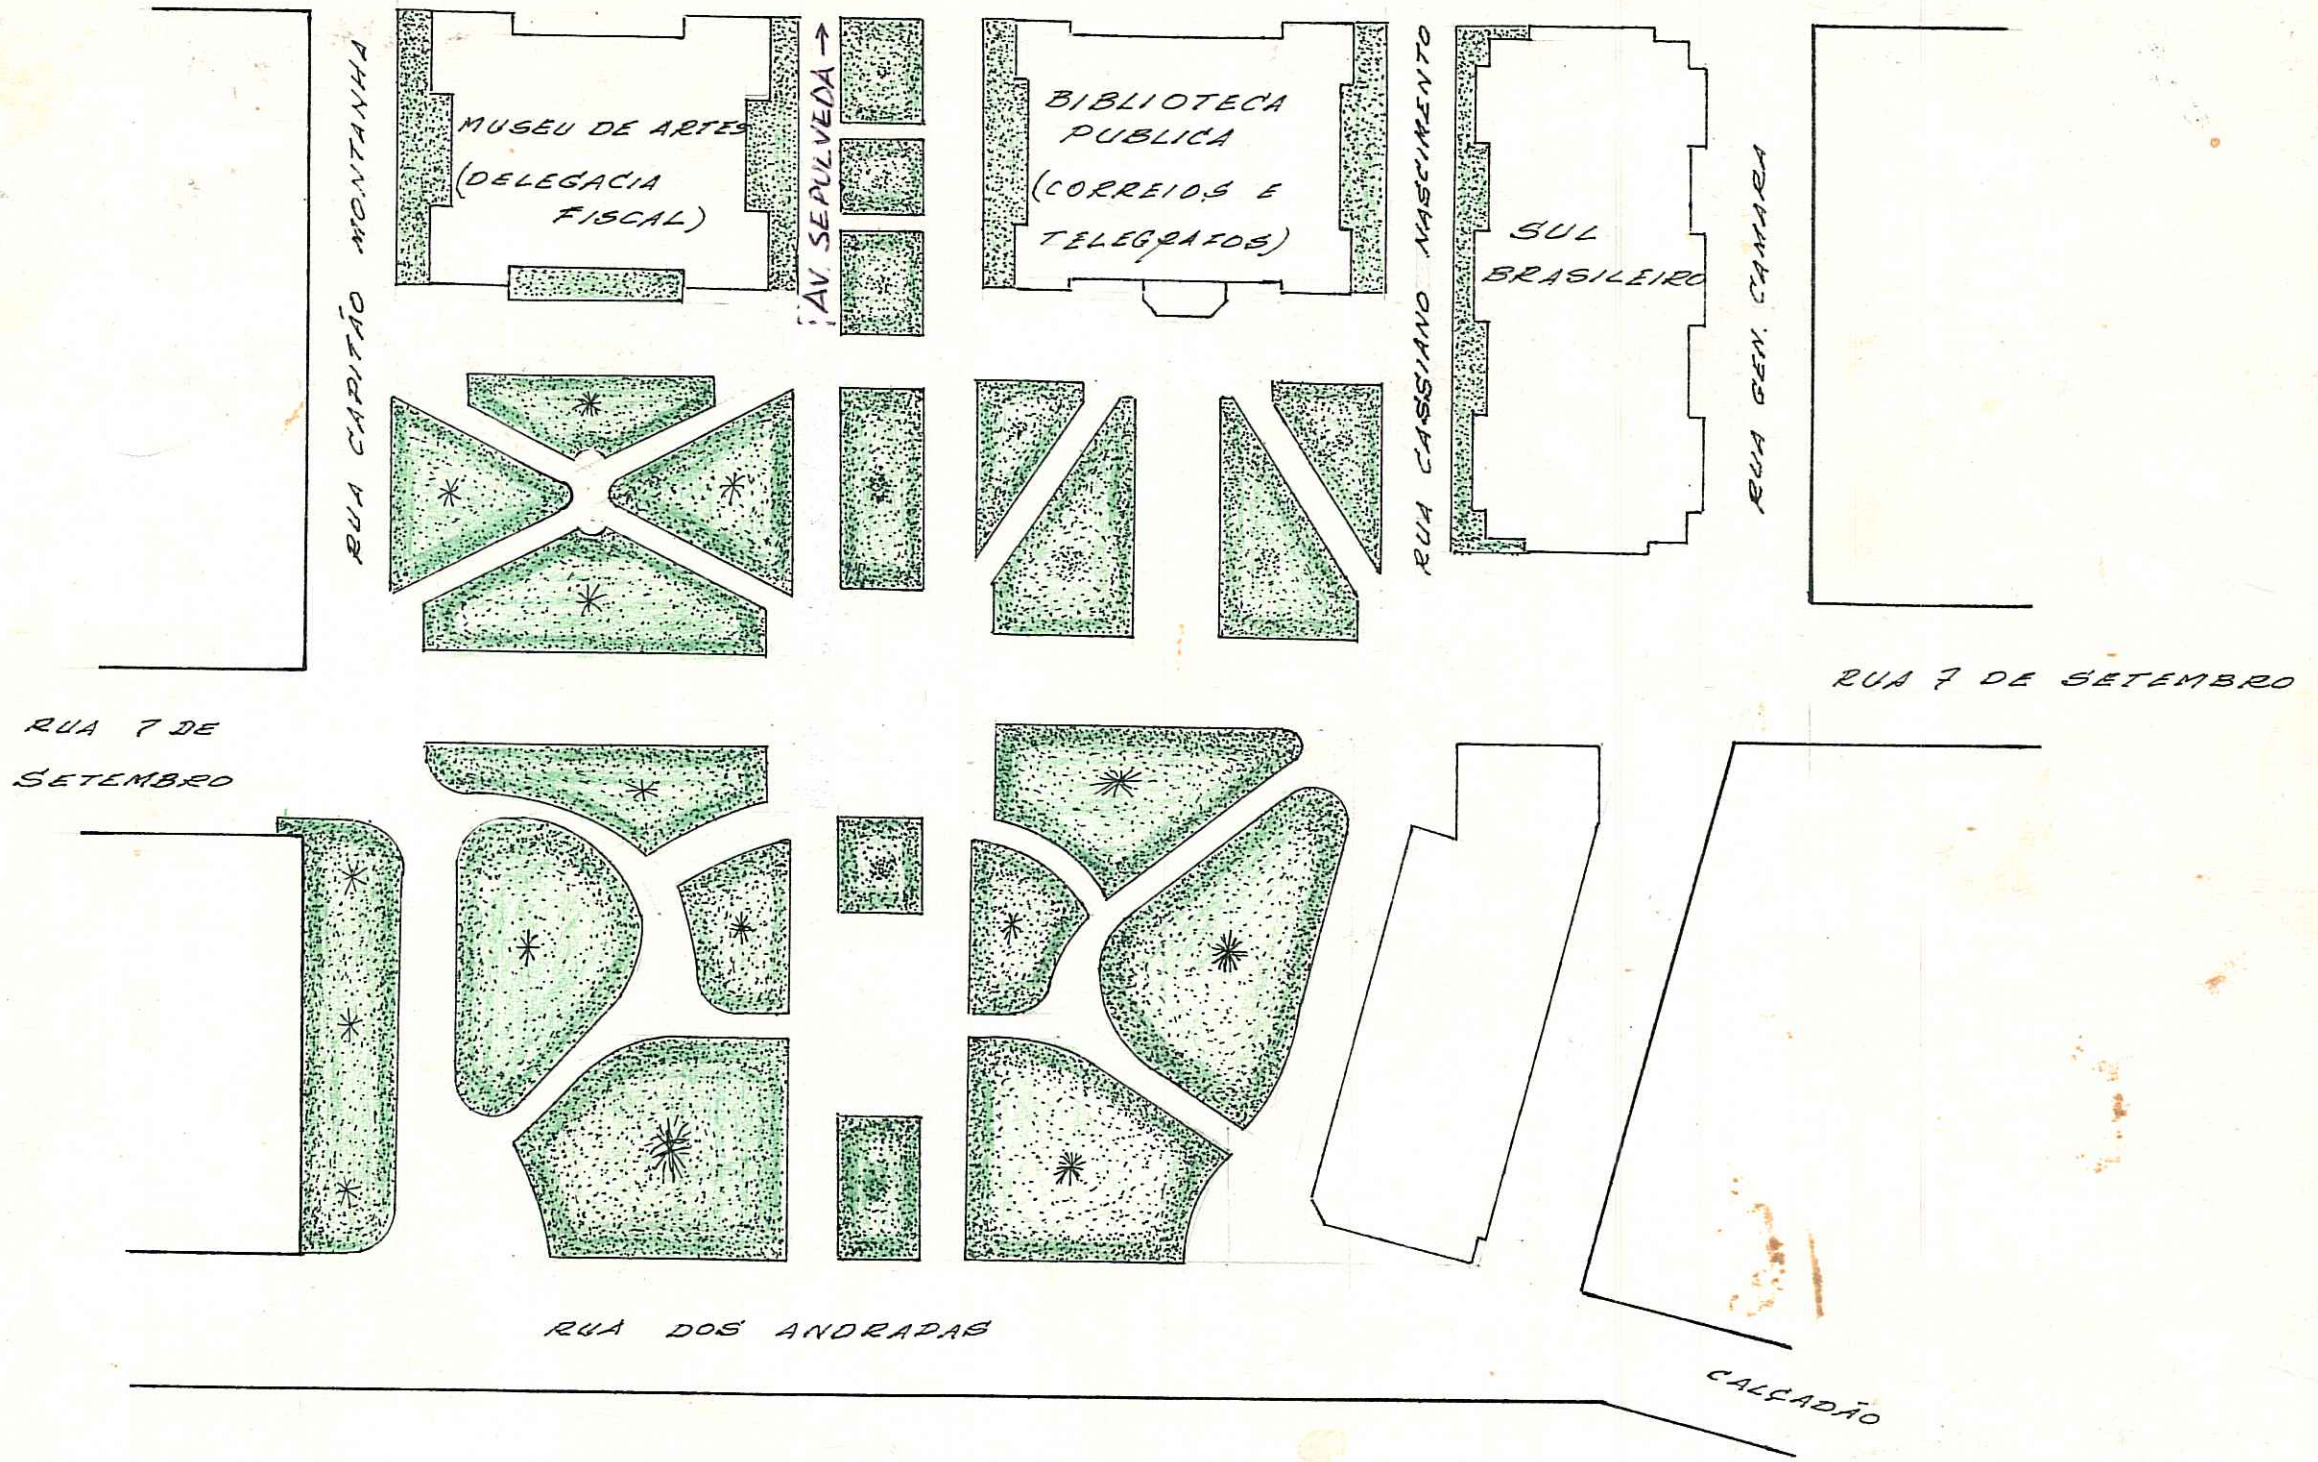 RUA CAPITÃO MONTANHA
MUSEU DE ARTES
(DELEGACIA
FISCAL)
AV. SEPULVEDA →
BIBLIOTECA
PUBLICA
(CORREIOS E
TELEGRAFOS)
RUA CASSIANO NASCIMENTO
SUL
BRASILEIRO
RUA GEN. CAMARA
RUA 7 DE SETEMBRO
RUA 7 DE
SETEMBRO
RUA DOS ANDRADAS
CALÇADÃO